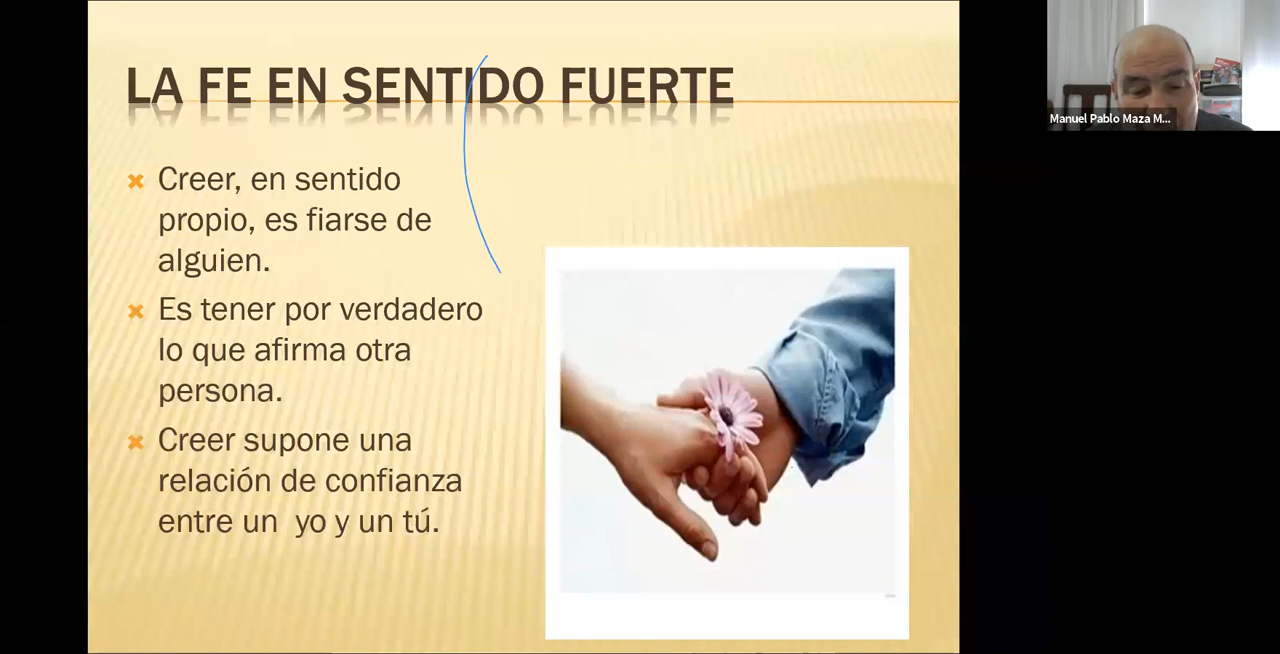 LA FE EN SENTIDO FUERTE
Creer, en sentido
propio, es fiarse de
alguien.
Es tener por verdadero
lo que afirma otra
persona.
Creer supone una
relación de confianza
entre un  yo y un tú.
Manuel Pablo Maza M...